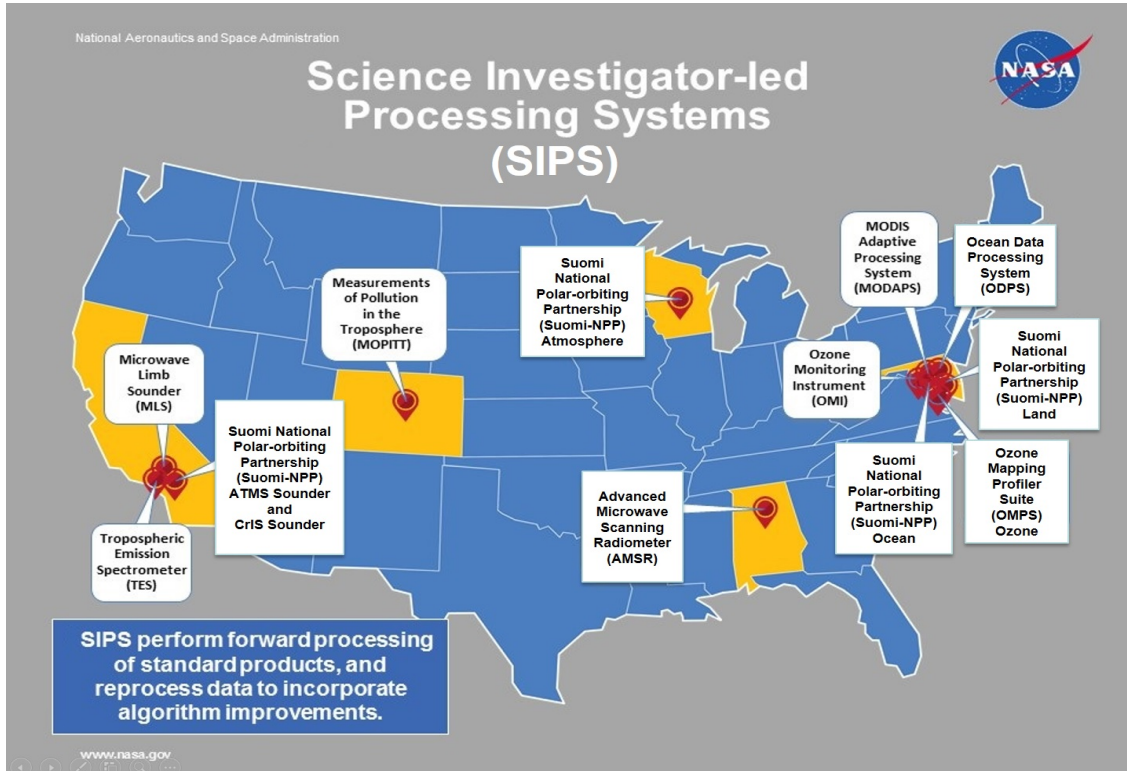 National Aeronautics and Space Administration
NASA
Science Investigator-led
Processing Systems
(SIPS)
Microwave
Limb
Sounder
(MLS)
Suomi National
Polar-orbiting
Partnership
(Suomi-NPP)
ATMS Sounder
and
CrIS Sounder
Tropospheric
Emission
Spectrometer
(TES)
Measurements
of Pollution
in the
Troposphere
(MOPITT)
Suomi
National
Polar-orbiting
Partnership
(Suomi-NPP)
Atmosphere
Advanced
Microwave
Scanning
Radiometer
(AMSR)
MODIS
Adaptive
Processing
System
(MODAPS)
Ocean Data
Processing
System
(ODPS)
Ozone
Monitoring
Instrument
(OMI)
Suomi
National
Polar-orbiting
Partnership
(Suomi-NPP)
Land
Suomi
National
Polar-orbiting
Partnership
(Suomi-NPP)
Ocean
Ozone
Mapping
Profiler
Suite
(OMPS)
Ozone
SIPS perform forward processing
of standard products, and
reprocess data to incorporate
algorithm improvements.
www.nasa.gov